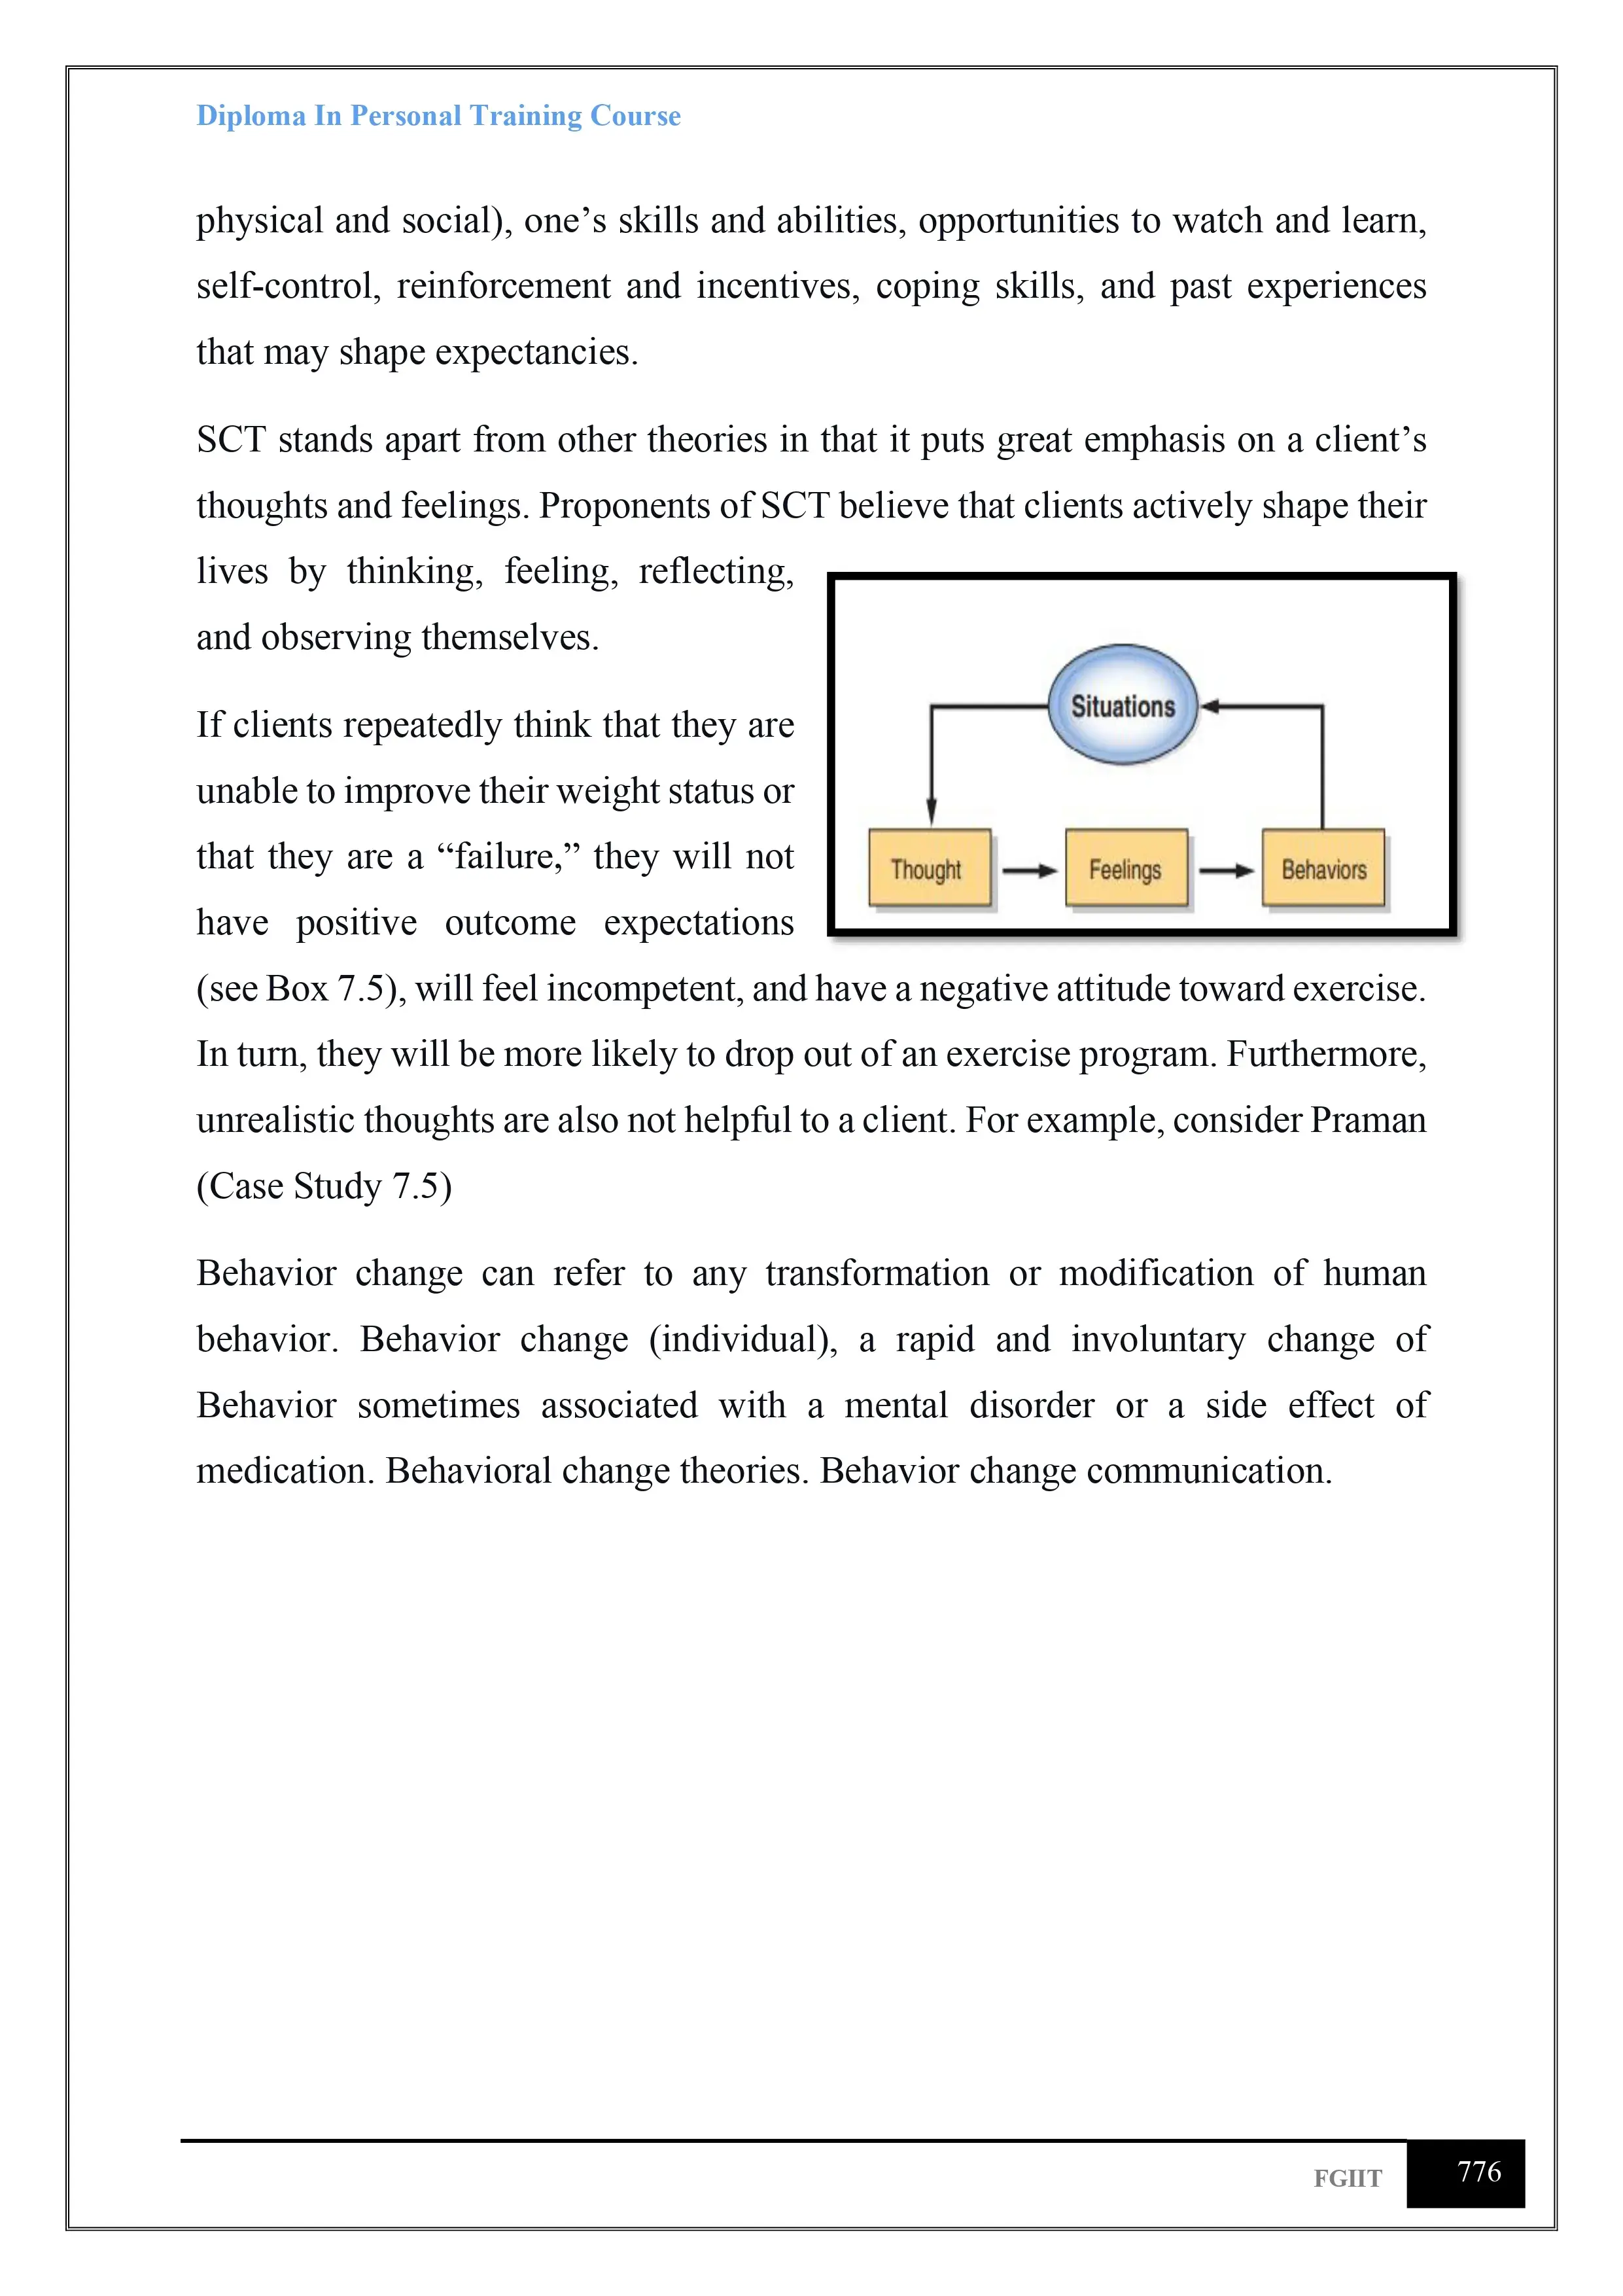 Diploma In Personal Training Course
physical and social), one’s skills and abilities, opportunities to watch and learn,
self-control, reinforcement and incentives, coping skills, and past experiences
that may shape expectancies.
SCT stands apart from other theories in that it puts great emphasis on a client’s
thoughts and feelings. Proponents of SCT believe that clients actively shape their
lives by thinking, feeling, reflecting,
and observing themselves.
If clients repeatedly think that they are
unable to improve their weight status or
that they are a “failure,” they will not
have positive outcome expectations
Situations
Thought
Feelings
Behaviors
(see Box 7.5), will feel incompetent, and have a negative attitude toward exercise.
In turn, they will be more likely to drop out of an exercise program. Furthermore,
unrealistic thoughts are also not helpful to a client. For example, consider Praman
(Case Study 7.5)
Behavior change can refer to any transformation or modification of human
behavior. Behavior change (individual), a rapid and involuntary change of
Behavior sometimes associated with a mental disorder or a side effect of
medication. Behavioral change theories. Behavior change communication.
FGIIT
776